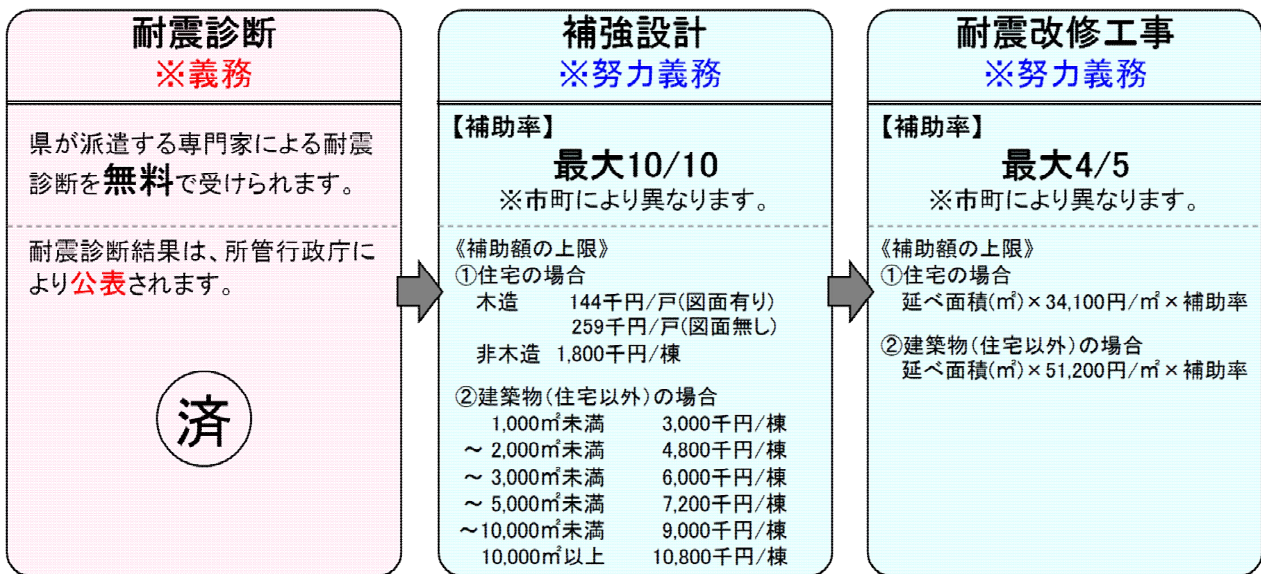 耐震診断
※義務
県が派遣する専門家による耐震
診断を無料で受けられます。
耐震診断結果は、所管行政庁に
より公表されます。
済
補強設計
※努力義務
【補助率】
最大10/10
※市町により異なります。
《補助額の上限》
①住宅の場合
木造 144千円/戸(図面有り)
259千円/戸(図面無し)
非木造 1,800千円/棟
②建築物(住宅以外)の場合
1,000㎡未満 3,000千円/棟
～ 2,000㎡未満 4,800千円/棟
～ 3,000㎡未満 6,000千円/棟
～ 5,000㎡未満 7,200千円/棟
～10,000㎡未満 9,000千円/棟
10,000㎡以上 10,800千円/棟
耐震改修工事
※努力義務
【補助率】
最大4/5
※市町により異なります。
《補助額の上限》
①住宅の場合
延べ面積(㎡)×34,100円/㎡×補助率
②建築物(住宅以外)の場合
延べ面積(㎡)×51,200円/㎡×補助率